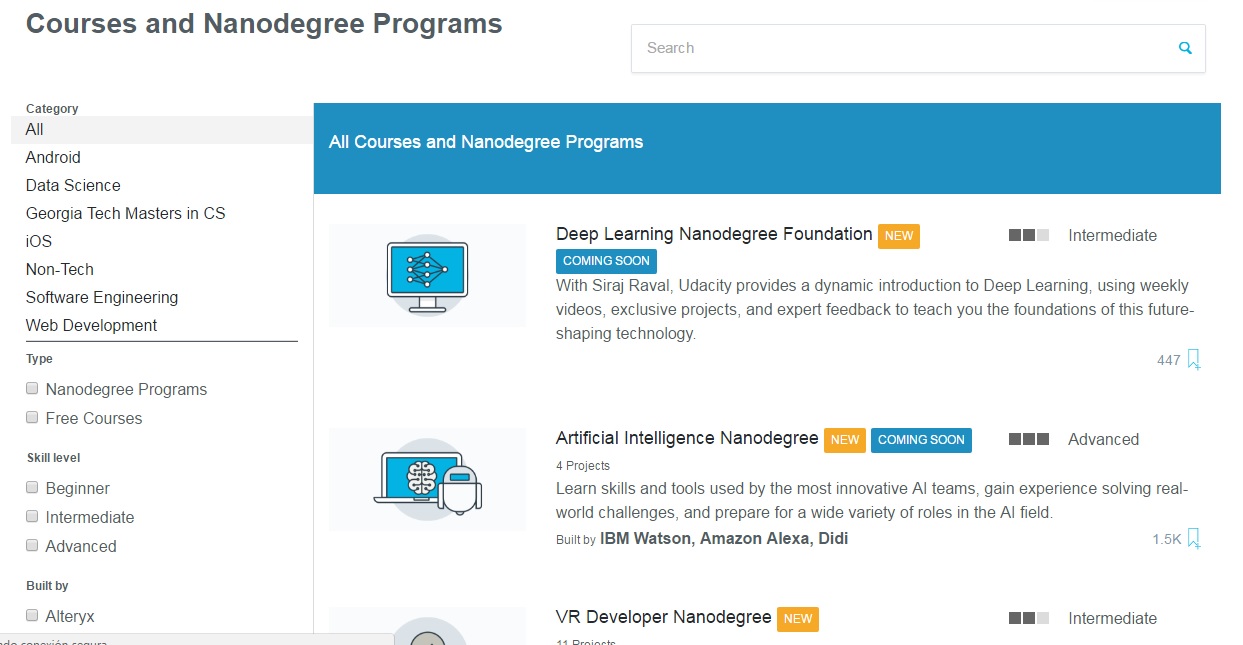 Courses and Nanodegree Programs
Search
Category
All
Android
Data Science
Georgia Tech Masters in CS
iOS
Non-Tech
Software Engineering
Web Development
Type
Nanodegree Programs
Free Courses
Skill level
Beginner
Intermediate
Advanced
Built by
Alteryx
All Courses and Nanodegree Programs
Deep Learning Nanodegree Foundation NEW
Intermediate
COMING SOON
With Siraj Raval, Udacity provides a dynamic introduction to Deep Learning, using weekly
videos, exclusive projects, and expert feedback to teach you the foundations of this future-
shaping technology.
447
Artificial Intelligence Nanodegree NEW COMING SOON
Advanced
4 Projects
Learn skills and tools used by the most innovative AI teams, gain experience solving real-
world challenges, and prepare for a wide variety of roles in the AI field.
Built by IBM Watson, Amazon Alexa, Didi
1.5K
VR Developer Nanodegree NEW
Intermediate
11 Projects